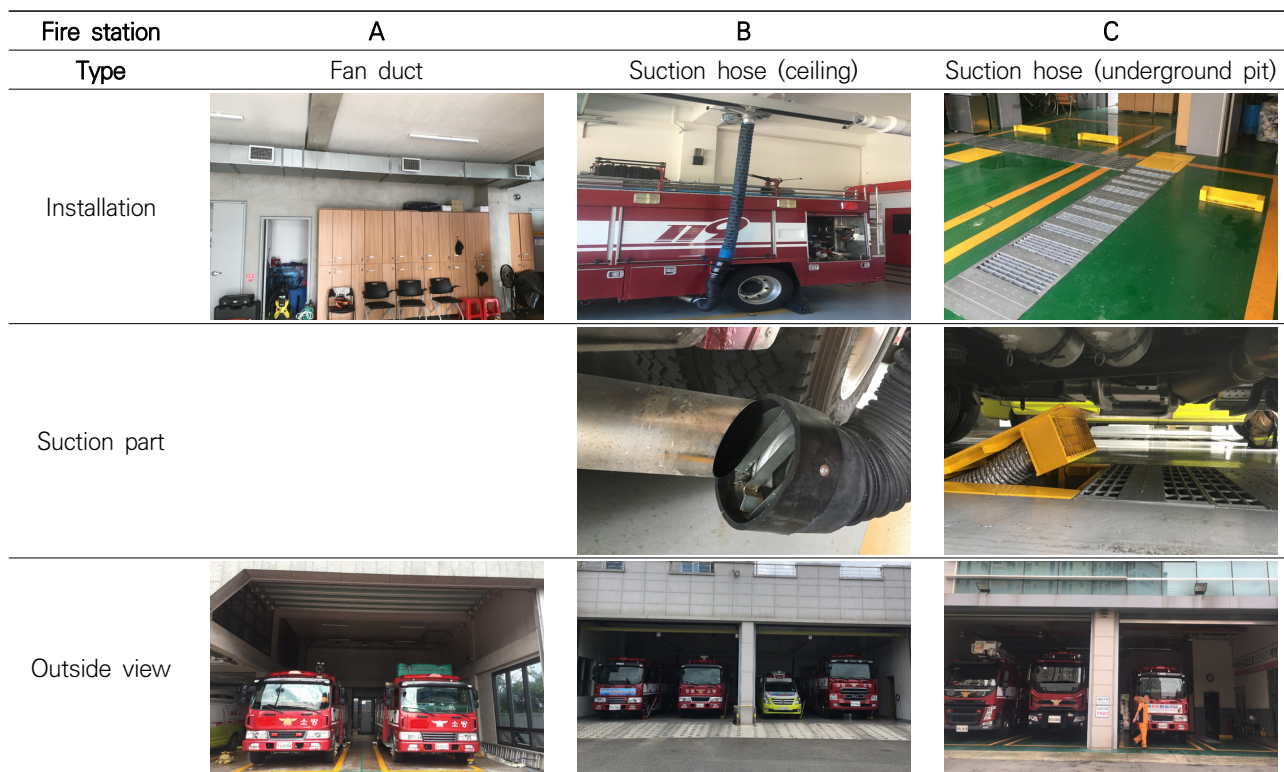 Fire station A B C
Type Fan duct Suction hose (ceiling) Suction hose (underground pit)
Installation
119
Suction part
Outside view
소방
소방